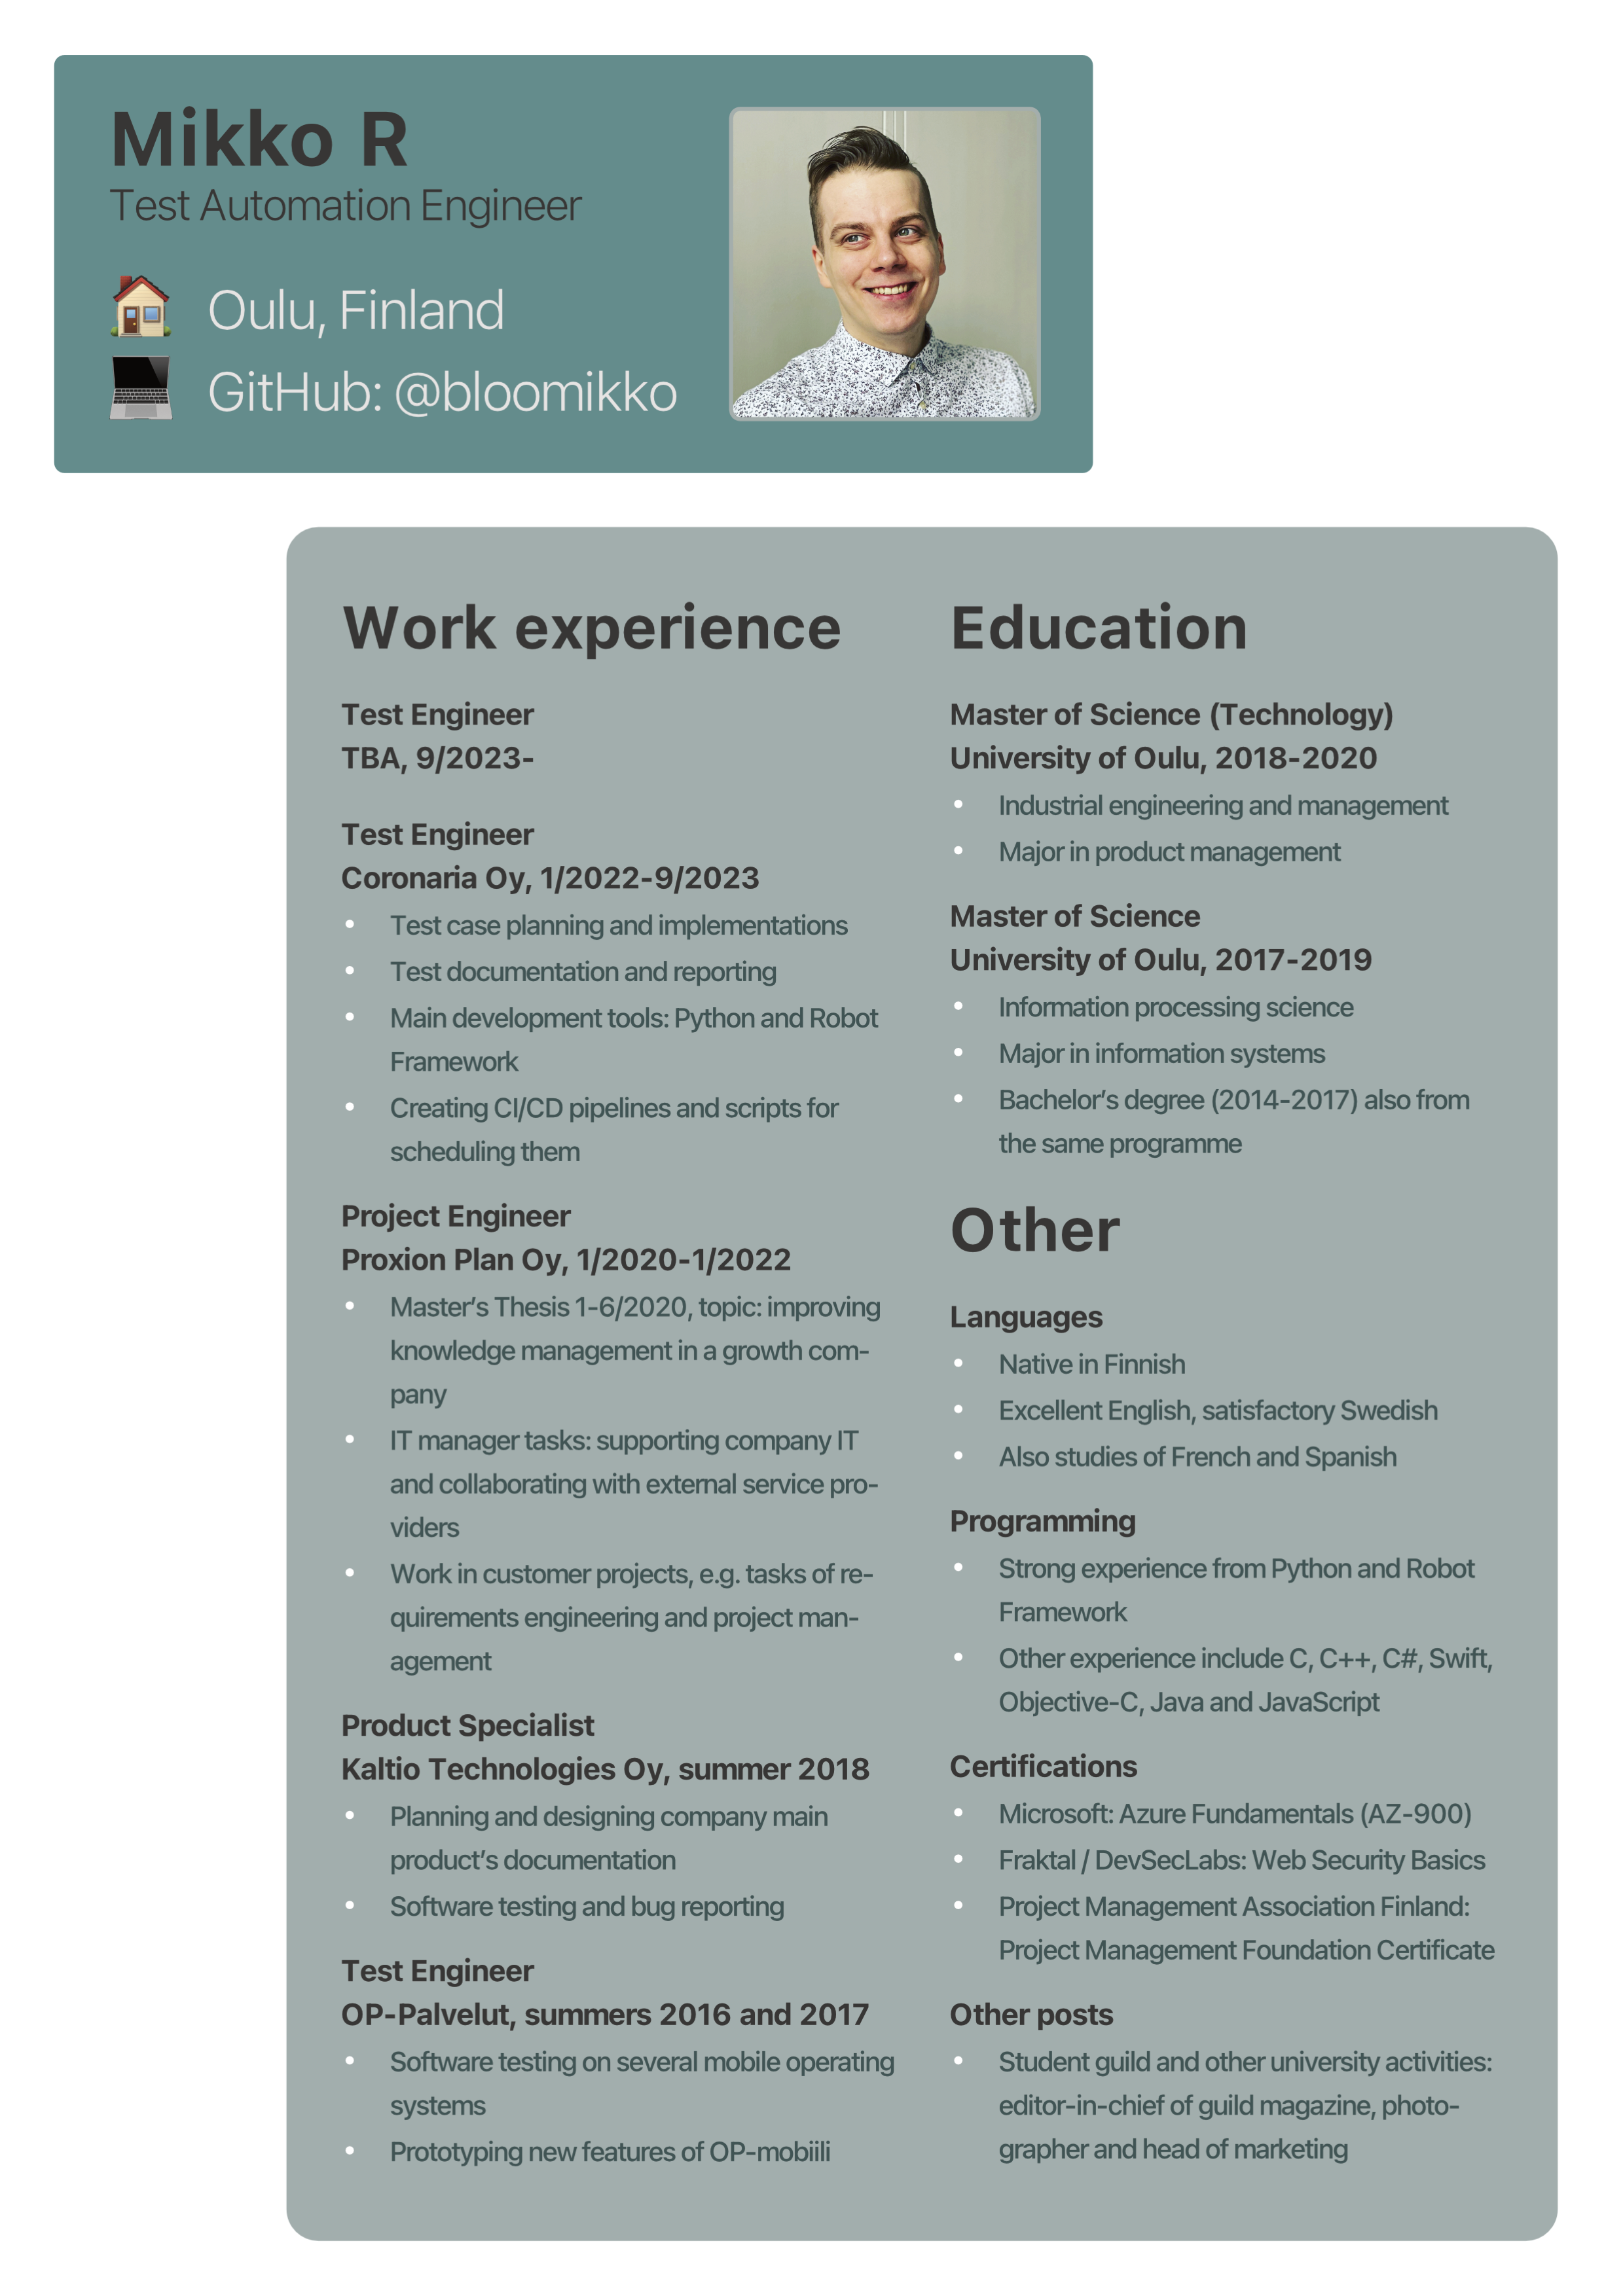 Mikko R
Test Automation Engineer
Oulu, Finland
GitHub: @bloomikko
Work experience
Test Engineer
TBA, 9/2023-
Test Engineer
Coronaria Oy, 1/2022-9/2023
• Test case planning and implementations
• Test documentation and reporting
• Main development tools: Python and Robot
Framework
• Creating CI/CD pipelines and scripts for
scheduling them
Project Engineer
Proxion Plan Oy, 1/2020-1/2022
• Master’s Thesis 1-6/2020, topic: improving
knowledge management in a growth com-
pany
• IT manager tasks: supporting company IT
and collaborating with external service pro-
viders
• Work in customer projects, e.g. tasks of re-
quirements engineering and project man-
agement
Product Specialist
Kaltio Technologies Oy, summer 2018
• Planning and designing company main
product’s documentation
• Software testing and bug reporting
Test Engineer
OP-Palvelut, summers 2016 and 2017
• Software testing on several mobile operating
systems
• Prototyping new features of OP-mobiili
Education
Master of Science (Technology)
University of Oulu, 2018-2020
• Industrial engineering and management
• Major in product management
Master of Science
University of Oulu, 2017-2019
• Information processing science
• Major in information systems
• Bachelor’s degree (2014-2017) also from
the same programme
Other
Languages
• Native in Finnish
• Excellent English, satisfactory Swedish
• Also studies of French and Spanish
Programming
• Strong experience from Python and Robot
Framework
• Other experience include C, C++, C#, Swift,
Objective-C, Java and JavaScript
Certifications
• Microsoft: Azure Fundamentals (AZ-900)
• Fraktal / DevSecLabs: Web Security Basics
• Project Management Association Finland:
Project Management Foundation Certificate
Other posts
• Student guild and other university activities:
editor-in-chief of guild magazine, photo-
grapher and head of marketing